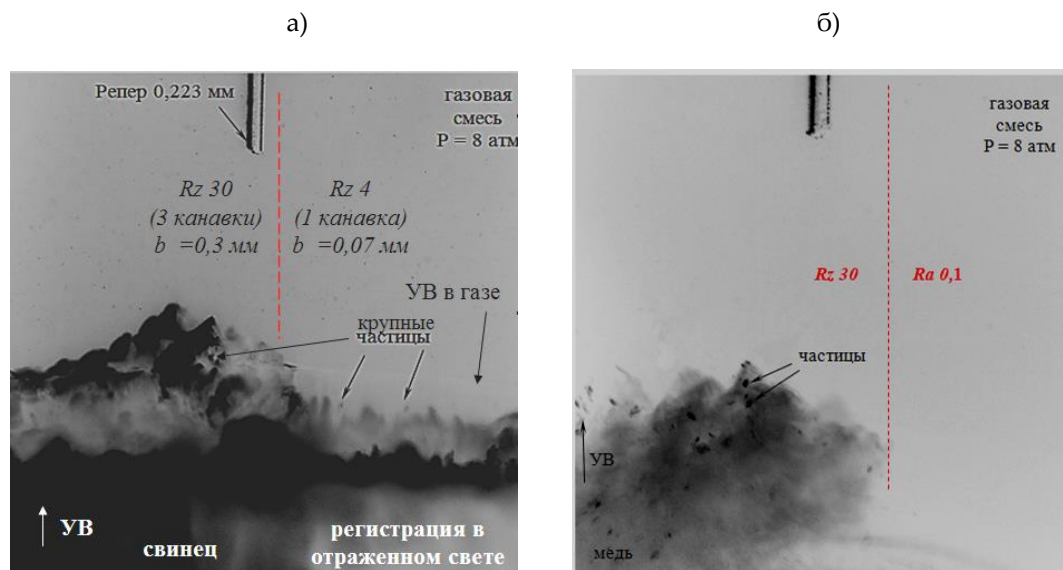 а)
Репер 0,223 мм
газовая
смесь
P = 8 атм
Rz 30
(3 канавки)
b =0,3 мм
Rz 4
(1 канавка)
b =0,07 мм
УВ в газе
крупные
частицы
УВ
свинец
регистрация в
отраженном свете
б)
газовая
смесь
P = 8 атм
Rz 30
Ra 0,1
частицы
УВ
медь